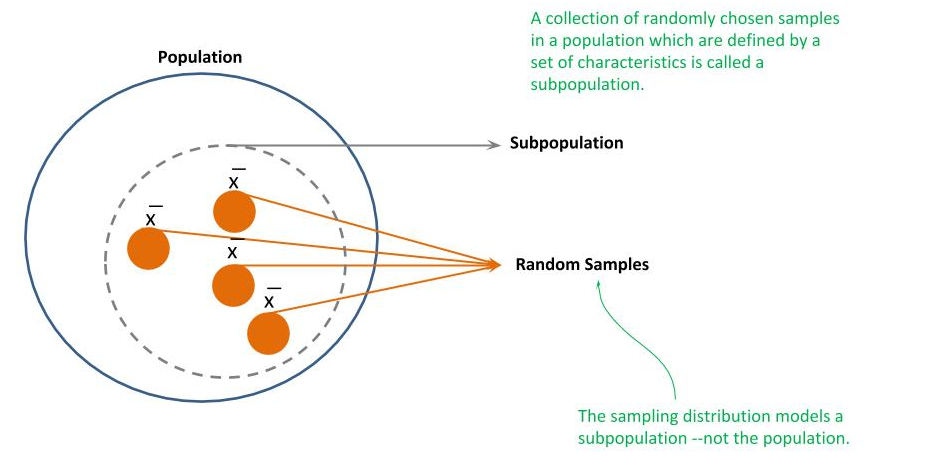 A collection of randomly chosen samples
in a population which are defined by a
set of characteristics is called a
subpopulation.
Population
Subpopulation
x̅
x̅
x̅
Random Samples
x̅
The sampling distribution models a
subpopulation --not the population.